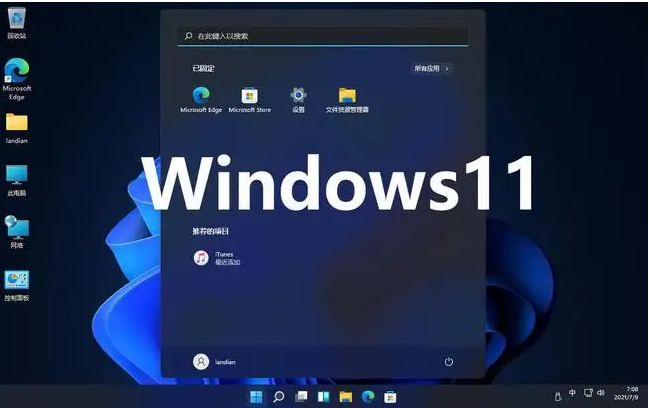 回收站
Microsoft
Edge
landian
此电脑
网络
控制面板
在此键入以搜索
已固定
所有应用 >
Microsoft Edge
Microsoft Store
设置
文件资源管理器
Windows11
推荐的项目
iTunes
最近添加
landian
中
7:08
2021/7/9